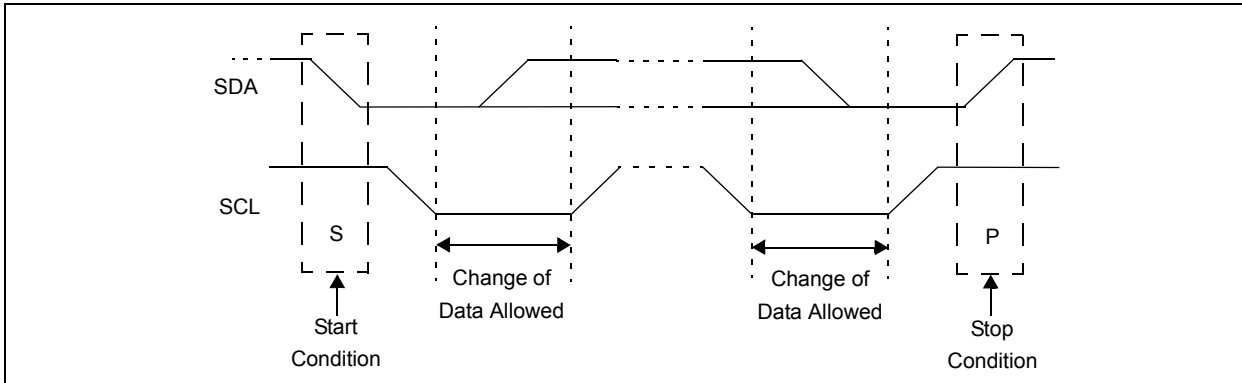 SDA
SCL
S
P
Change of
Data Allowed
Change of
Data Allowed
Start
Condition
Stop
Condition